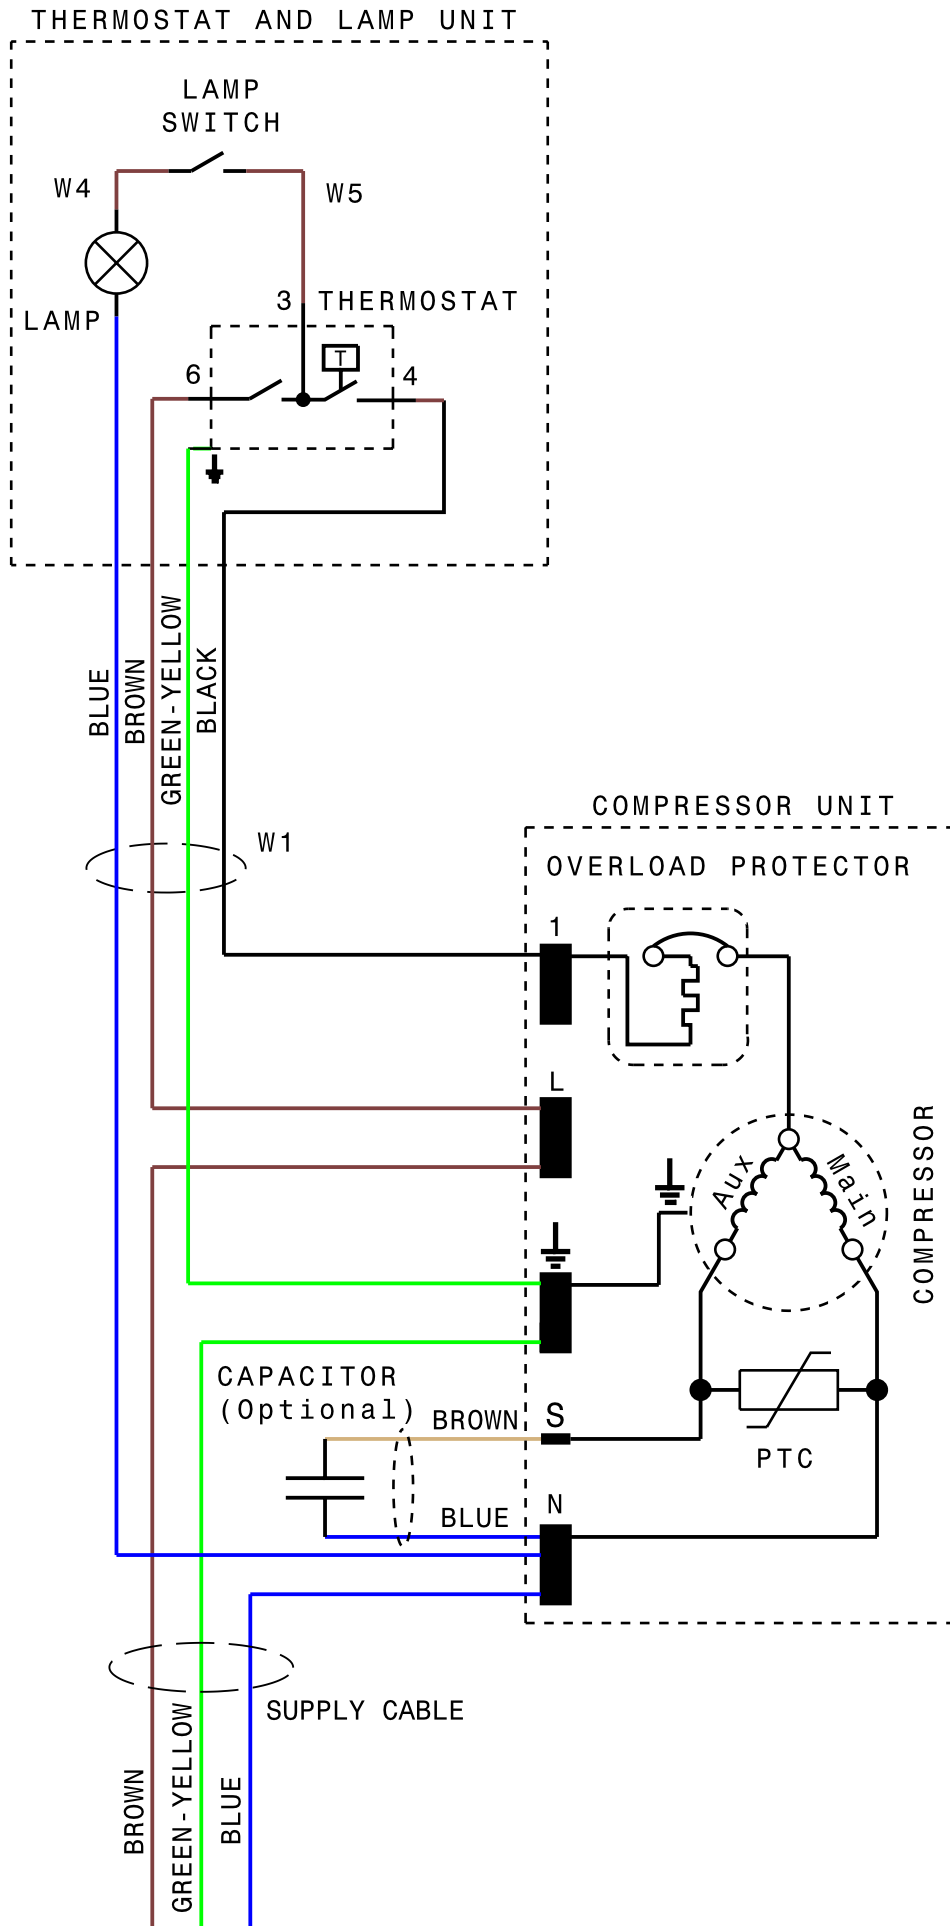 THERMOSTAT AND LAMP UNIT
LAMP
SWITCH
W4
W5
LAMP
3 THERMOSTAT
T
6
4
BLUE
BROWN
GREEN-YELLOW
BLACK
W1
COMPRESSOR UNIT
OVERLOAD PROTECTOR
1
L
Aux
Main
COMPRESSOR
CAPACITOR
(Optional)
BROWN
S
PTC
BLUE
N
SUPPLY CABLE
BROWN
GREEN-YELLOW
BLUE